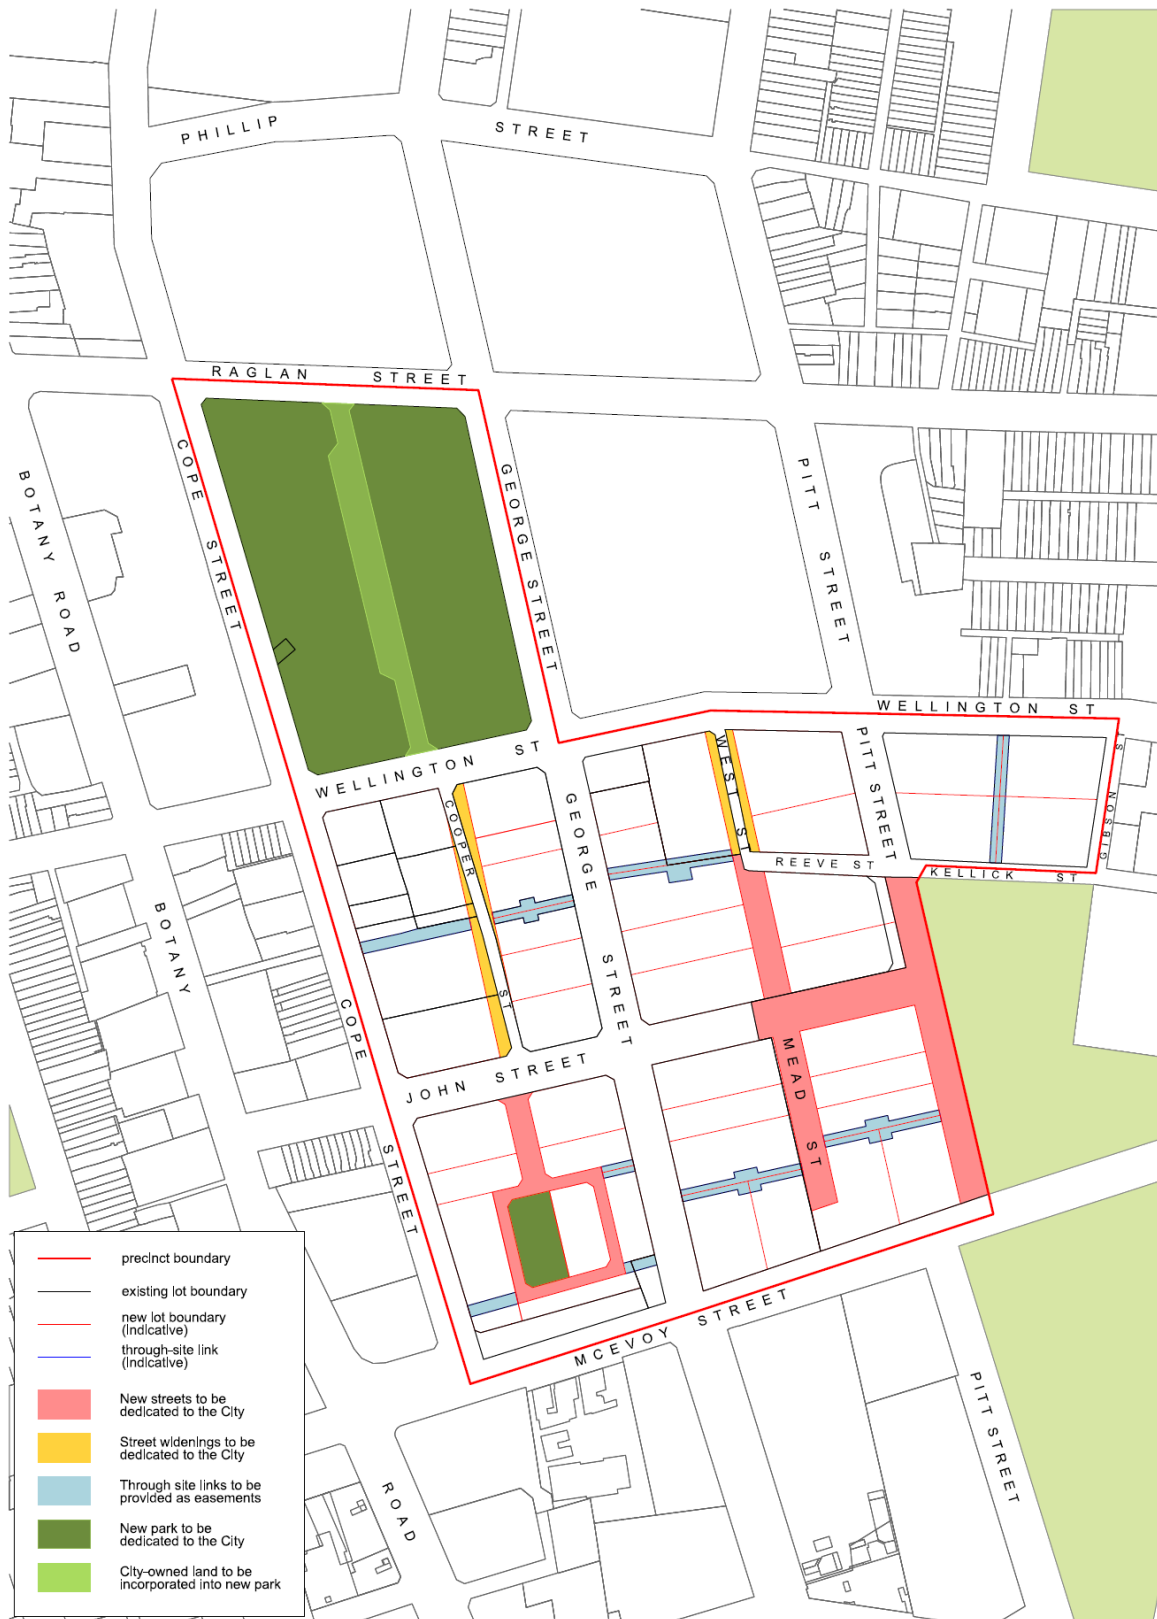 PHILLIP STREET
RAGLAN STREET
COPE STREET
GEORGE STREET
BOTANY ROAD
PITT STREET
WELLINGTON ST
WELLINGTON ST
WEST ST
PITT STREET
GIBSON ST
COOPER ST
GEORGE STREET
REEVE ST
KELLICK ST
BOTANY
COPE STREET
JOHN STREET
MEAD ST
MCEVOY STREET
PITT STREET
ROAD
precinct boundary
existing lot boundary
new lot boundary
(indicative)
through-site link
(indicative)
New streets to be
dedicated to the City
Street widenings to be
dedicated to the City
Through site links to be
provided as easements
New park to be
dedicated to the City
City-owned land to be
incorporated into new park